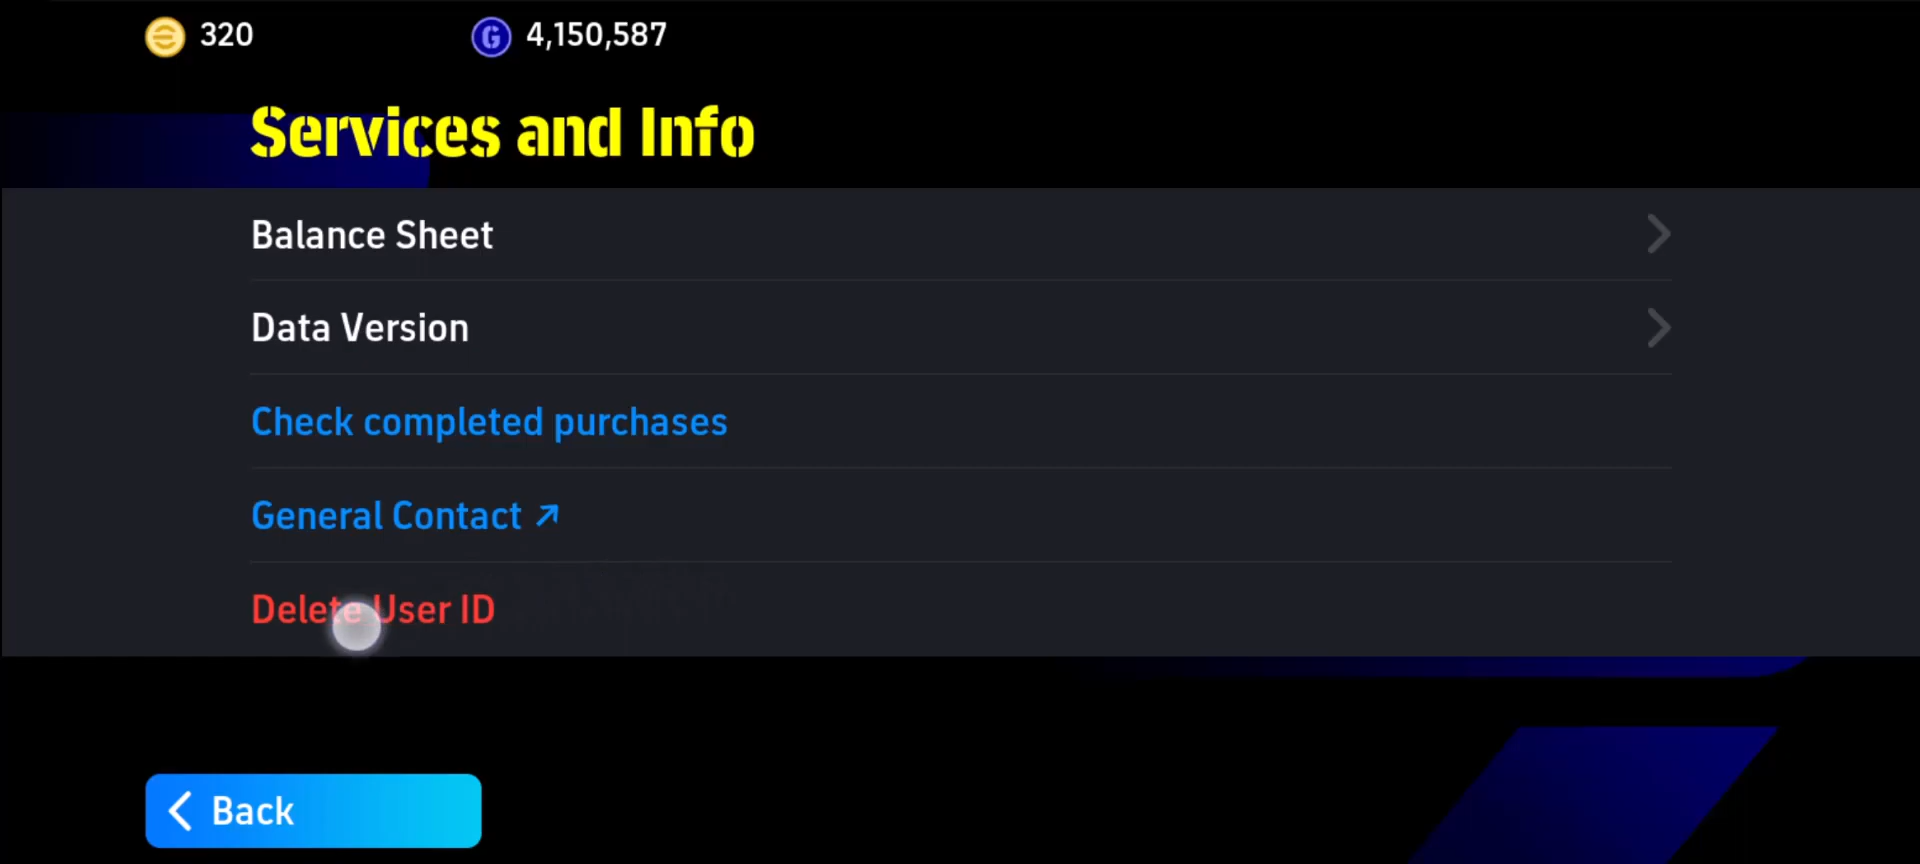 320
4,150,587
Services and Info
Balance Sheet
Data Version
Check completed purchases
General Contact ↗
Delete User ID
Back